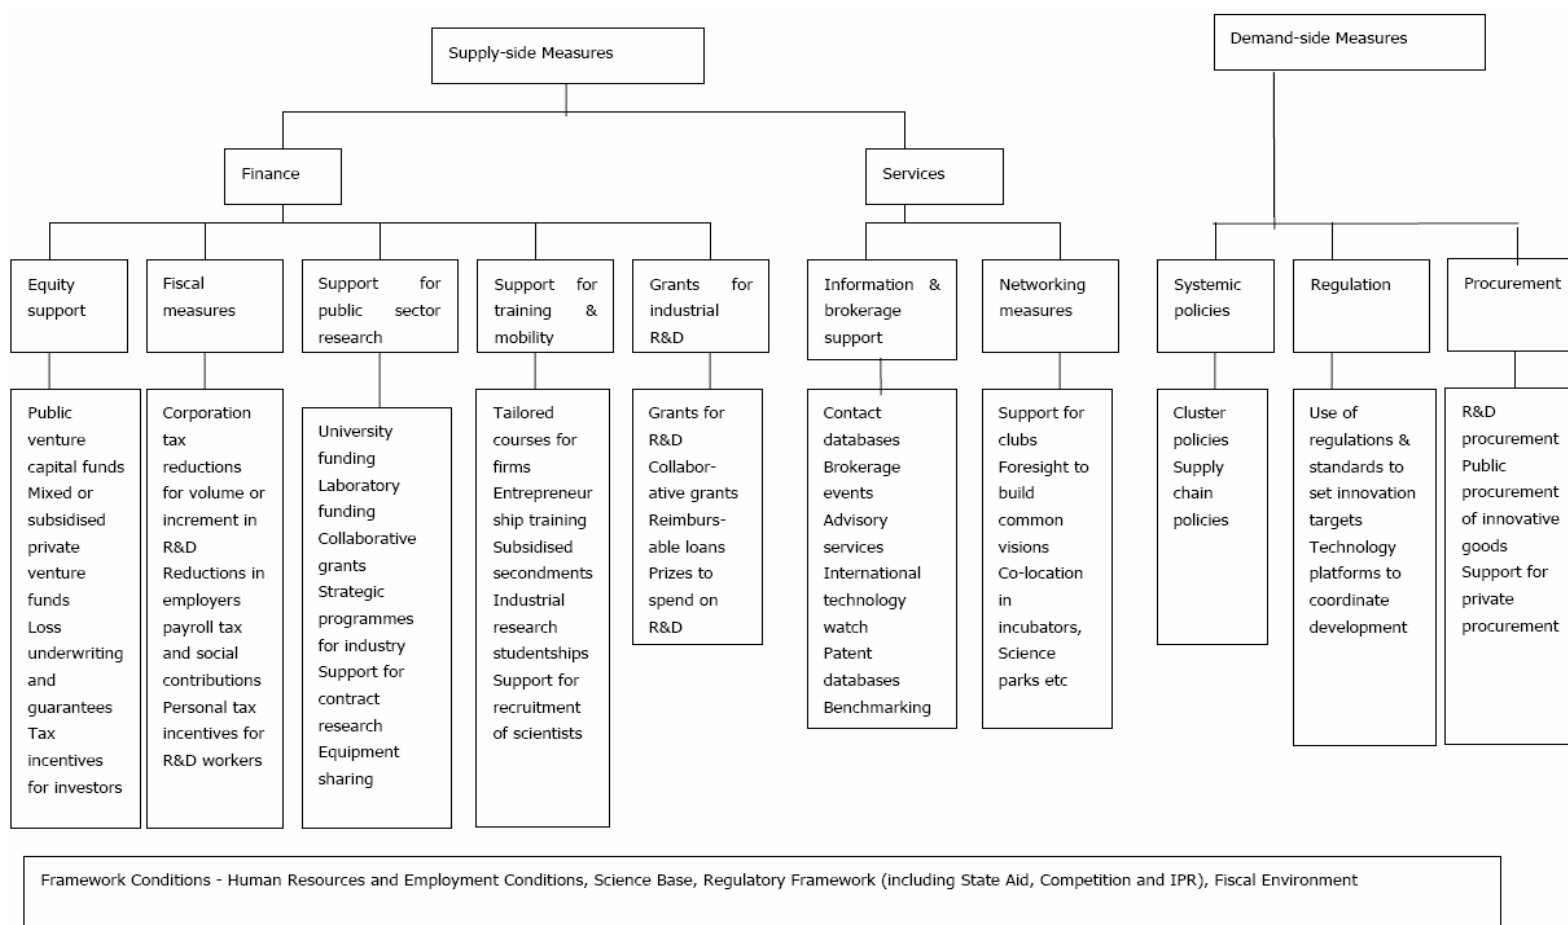 Supply-side Measures
Demand-side Measures
Finance
Services
Equity
support
Fiscal
measures
Support for
public sector
research
Support for
training &
mobility
Grants for
industrial
R&D
Information &
brokerage
support
Networking
measures
Systemic
policies
Regulation
Procurement
Public
venture
capital funds
Mixed or
subsidised
private
venture
funds
Loss
underwriting
and
guarantees
Tax
incentives
for investors
Corporation
tax
reductions
for volume or
increment in
R&D
Reductions in
employers
payroll tax
and social
contributions
Personal tax
incentives for
R&D workers
University
funding
Laboratory
funding
Collaborative
grants
Strategic
programmes
for industry
Support for
contract
research
Equipment
sharing
Tailored
courses for
firms
Entrepreneur
ship training
Subsidised
secondments
Industrial
research
studentships
Support for
recruitment
of scientists
Grants for
R&D
Collabor-
ative grants
Reimburs-
able loans
Prizes to
spend on
R&D
Contact
databases
Brokerage
events
Advisory
services
International
technology
watch
Patent
databases
Benchmarking
Support for
clubs
Foresight to
build
common
visions
Co-location
in
incubators,
Science
parks etc
Cluster
policies
Supply
chain
policies
Use of
regulations &
standards to
set innovation
targets
Technology
platforms to
coordinate
development
R&D
procurement
Public
procurement
of innovative
goods
Support for
private
procurement
Framework Conditions - Human Resources and Employment Conditions, Science Base, Regulatory Framework (including State Aid, Competition and IPR), Fiscal Environment